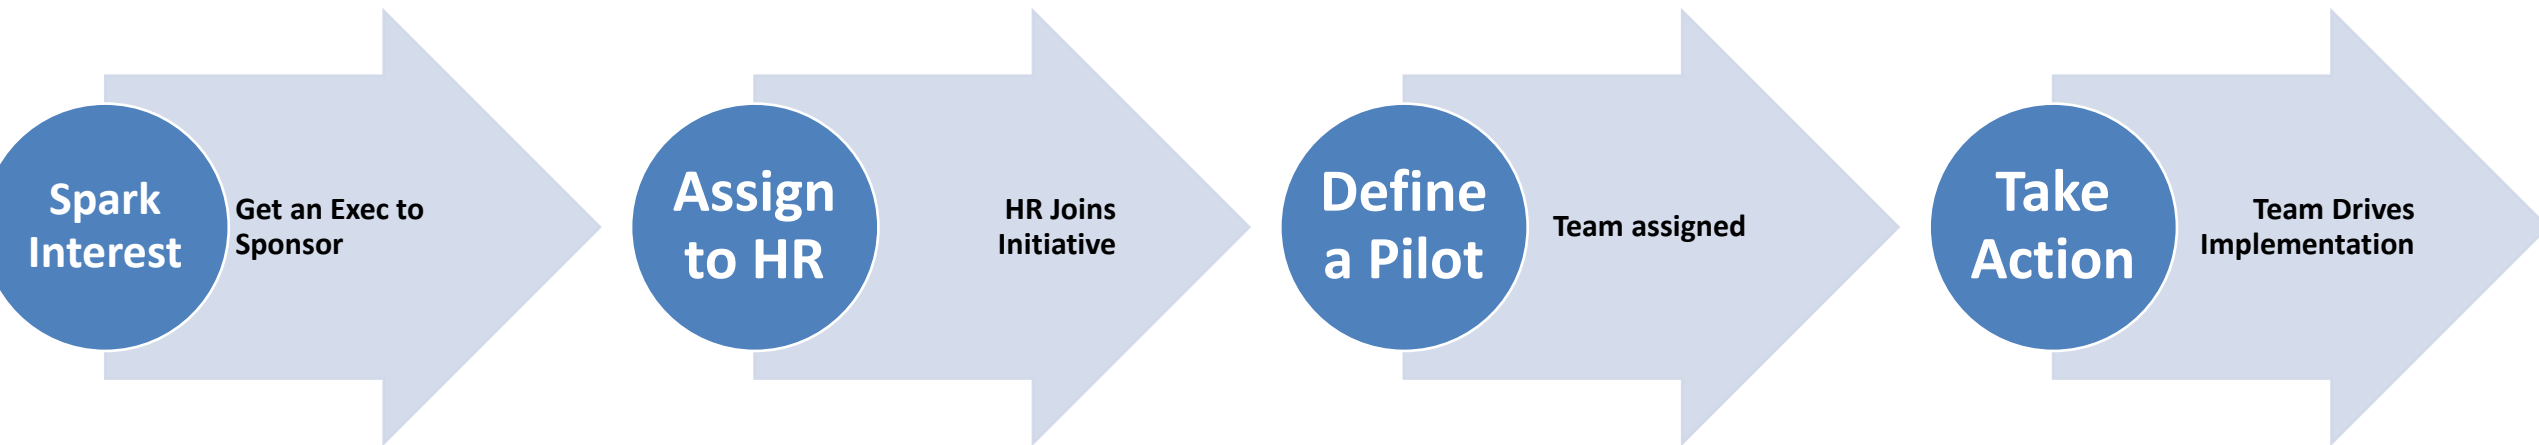 Spark
Interest
Get an Exec to
Sponsor
Assign
to HR
HR Joins
Initiative
Define
a Pilot
Team assigned
Take
Action
Team Drives
Implementation